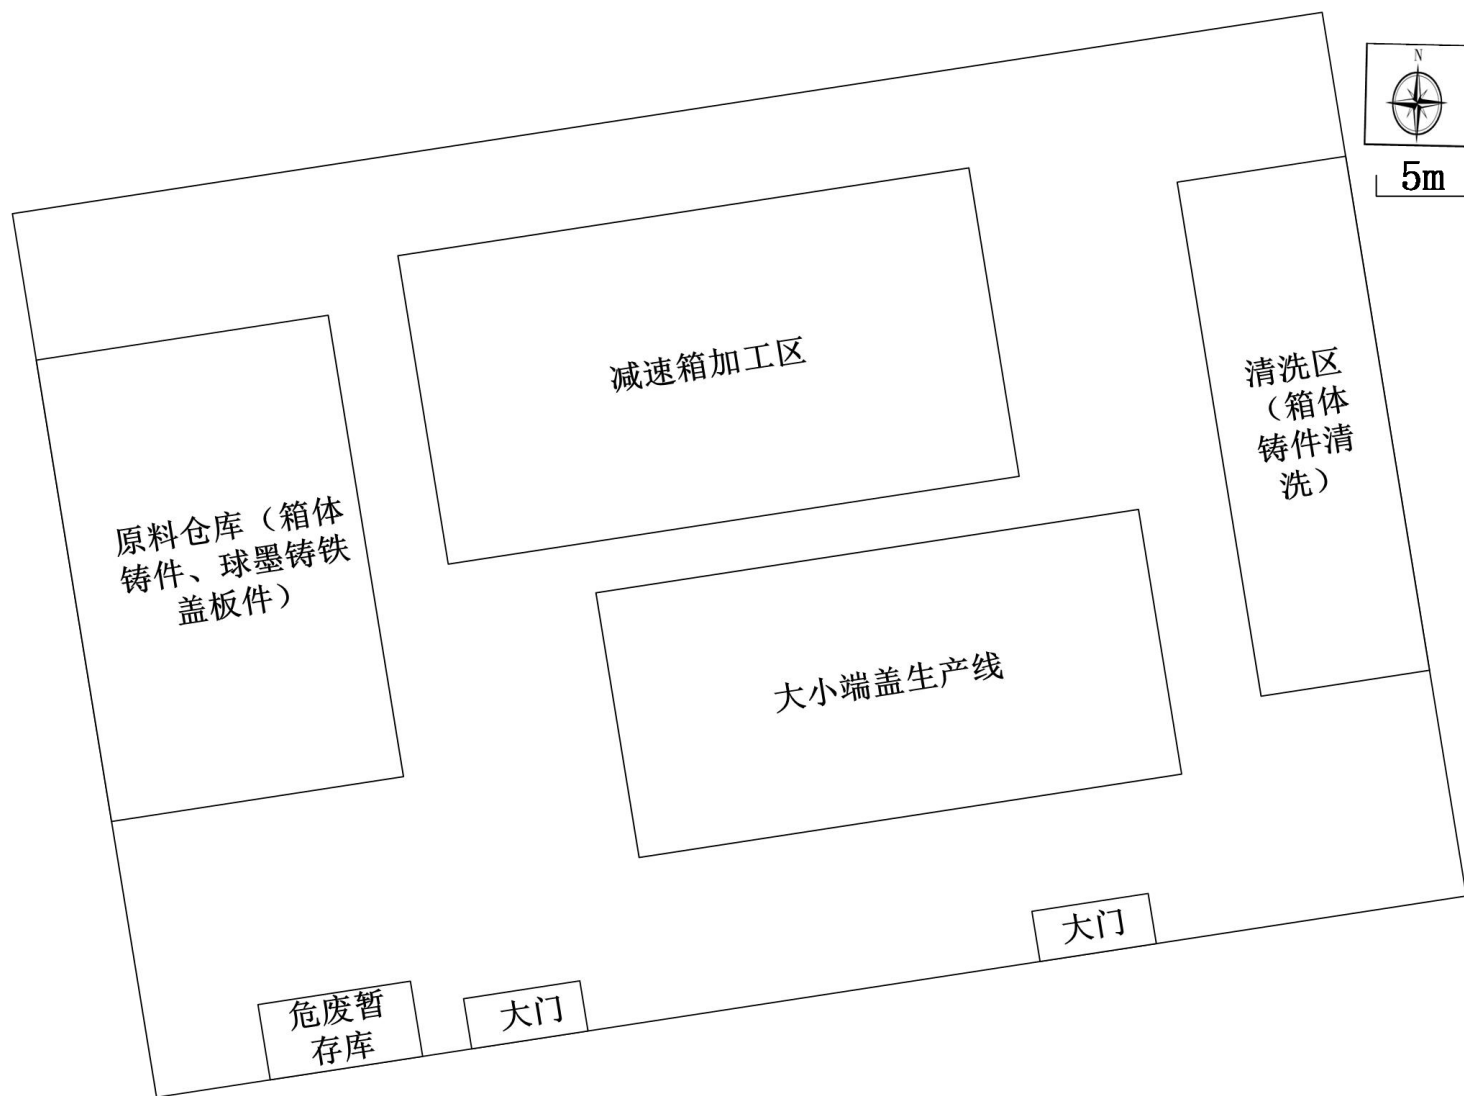 N
5m
减速箱加工区
清洗区
（箱体
铸件清
洗）
原料仓库（箱体
铸件、球墨铸铁
盖板件）
大小端盖生产线
大门
危废暂
存库
大门